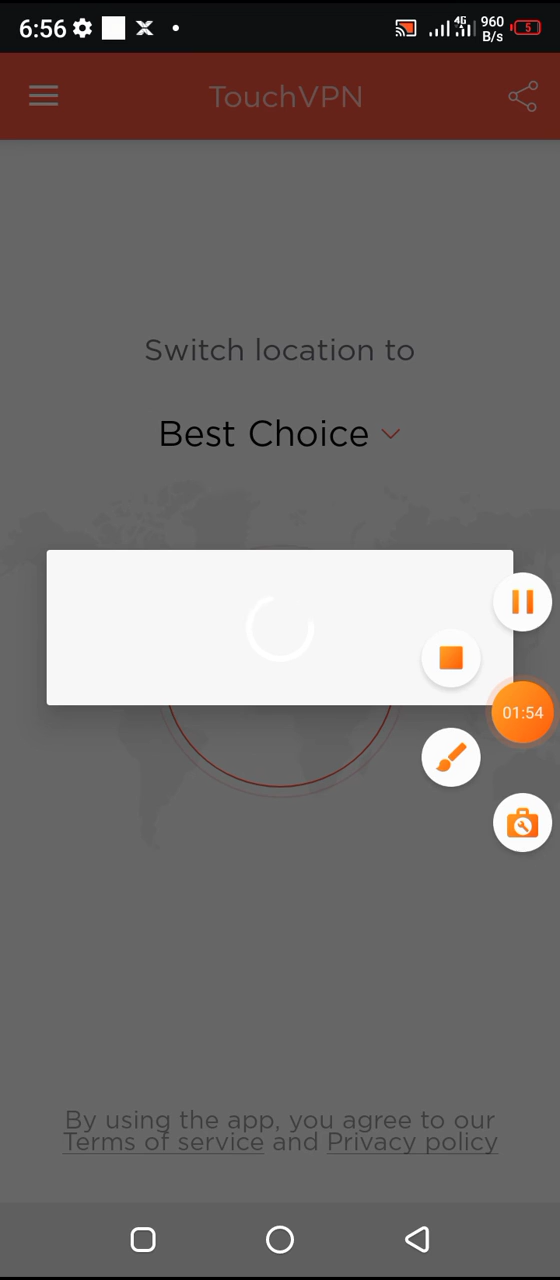 6:56
4G
960
B/s
5
TouchVPN
Switch location to
Best Choice
01:54
By using the app, you agree to our
Terms of service and Privacy policy